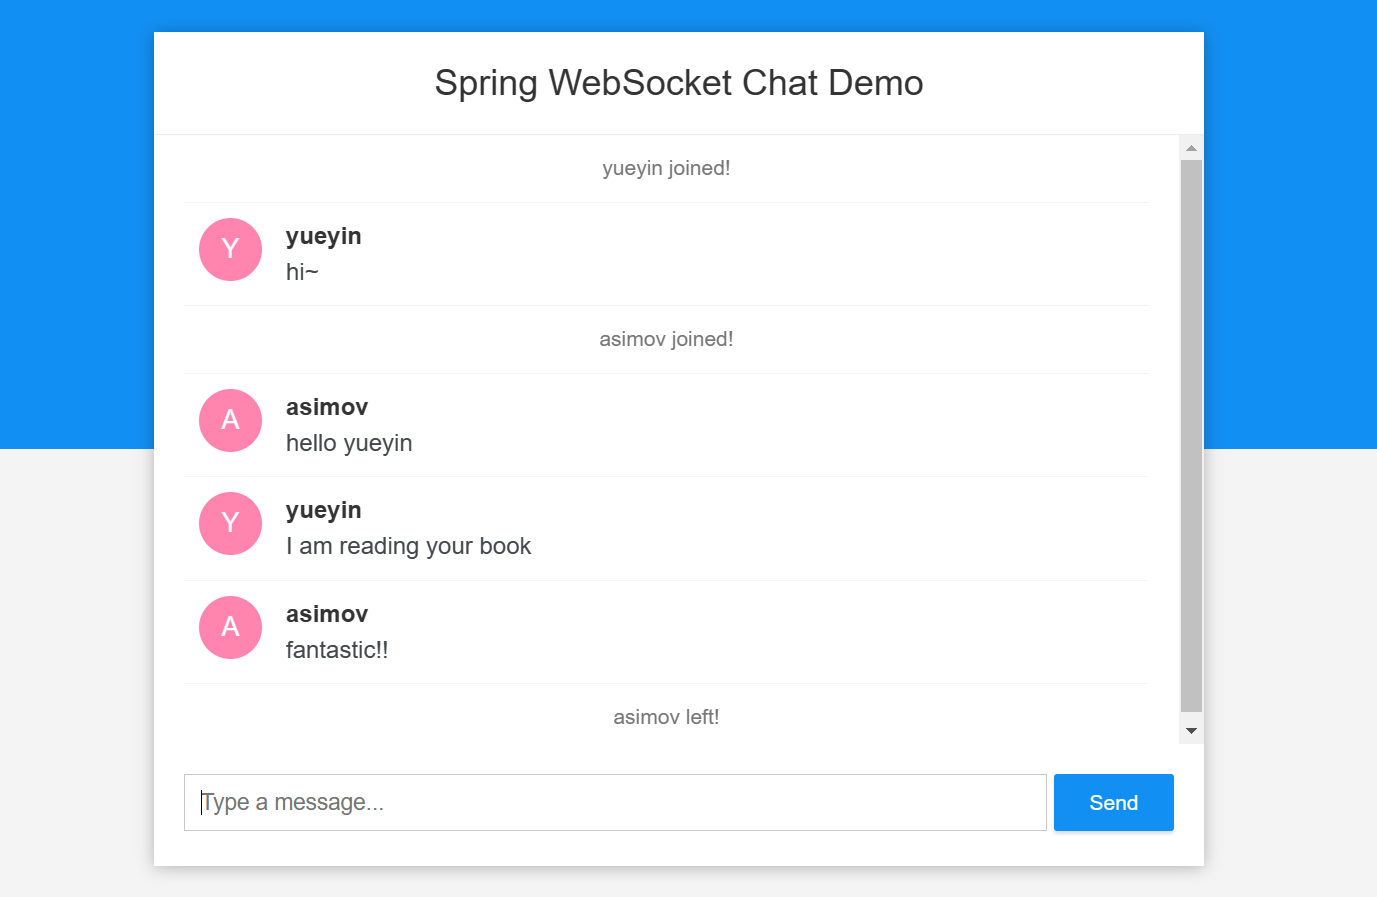 Spring WebSocket Chat Demo
yueyin joined!
Y
yueyin
hi~
asimov joined!
A
asimov
hello yueyin
Y
yueyin
I am reading your book
A
asimov
fantastic!!
asimov left!
Type a message...
Send